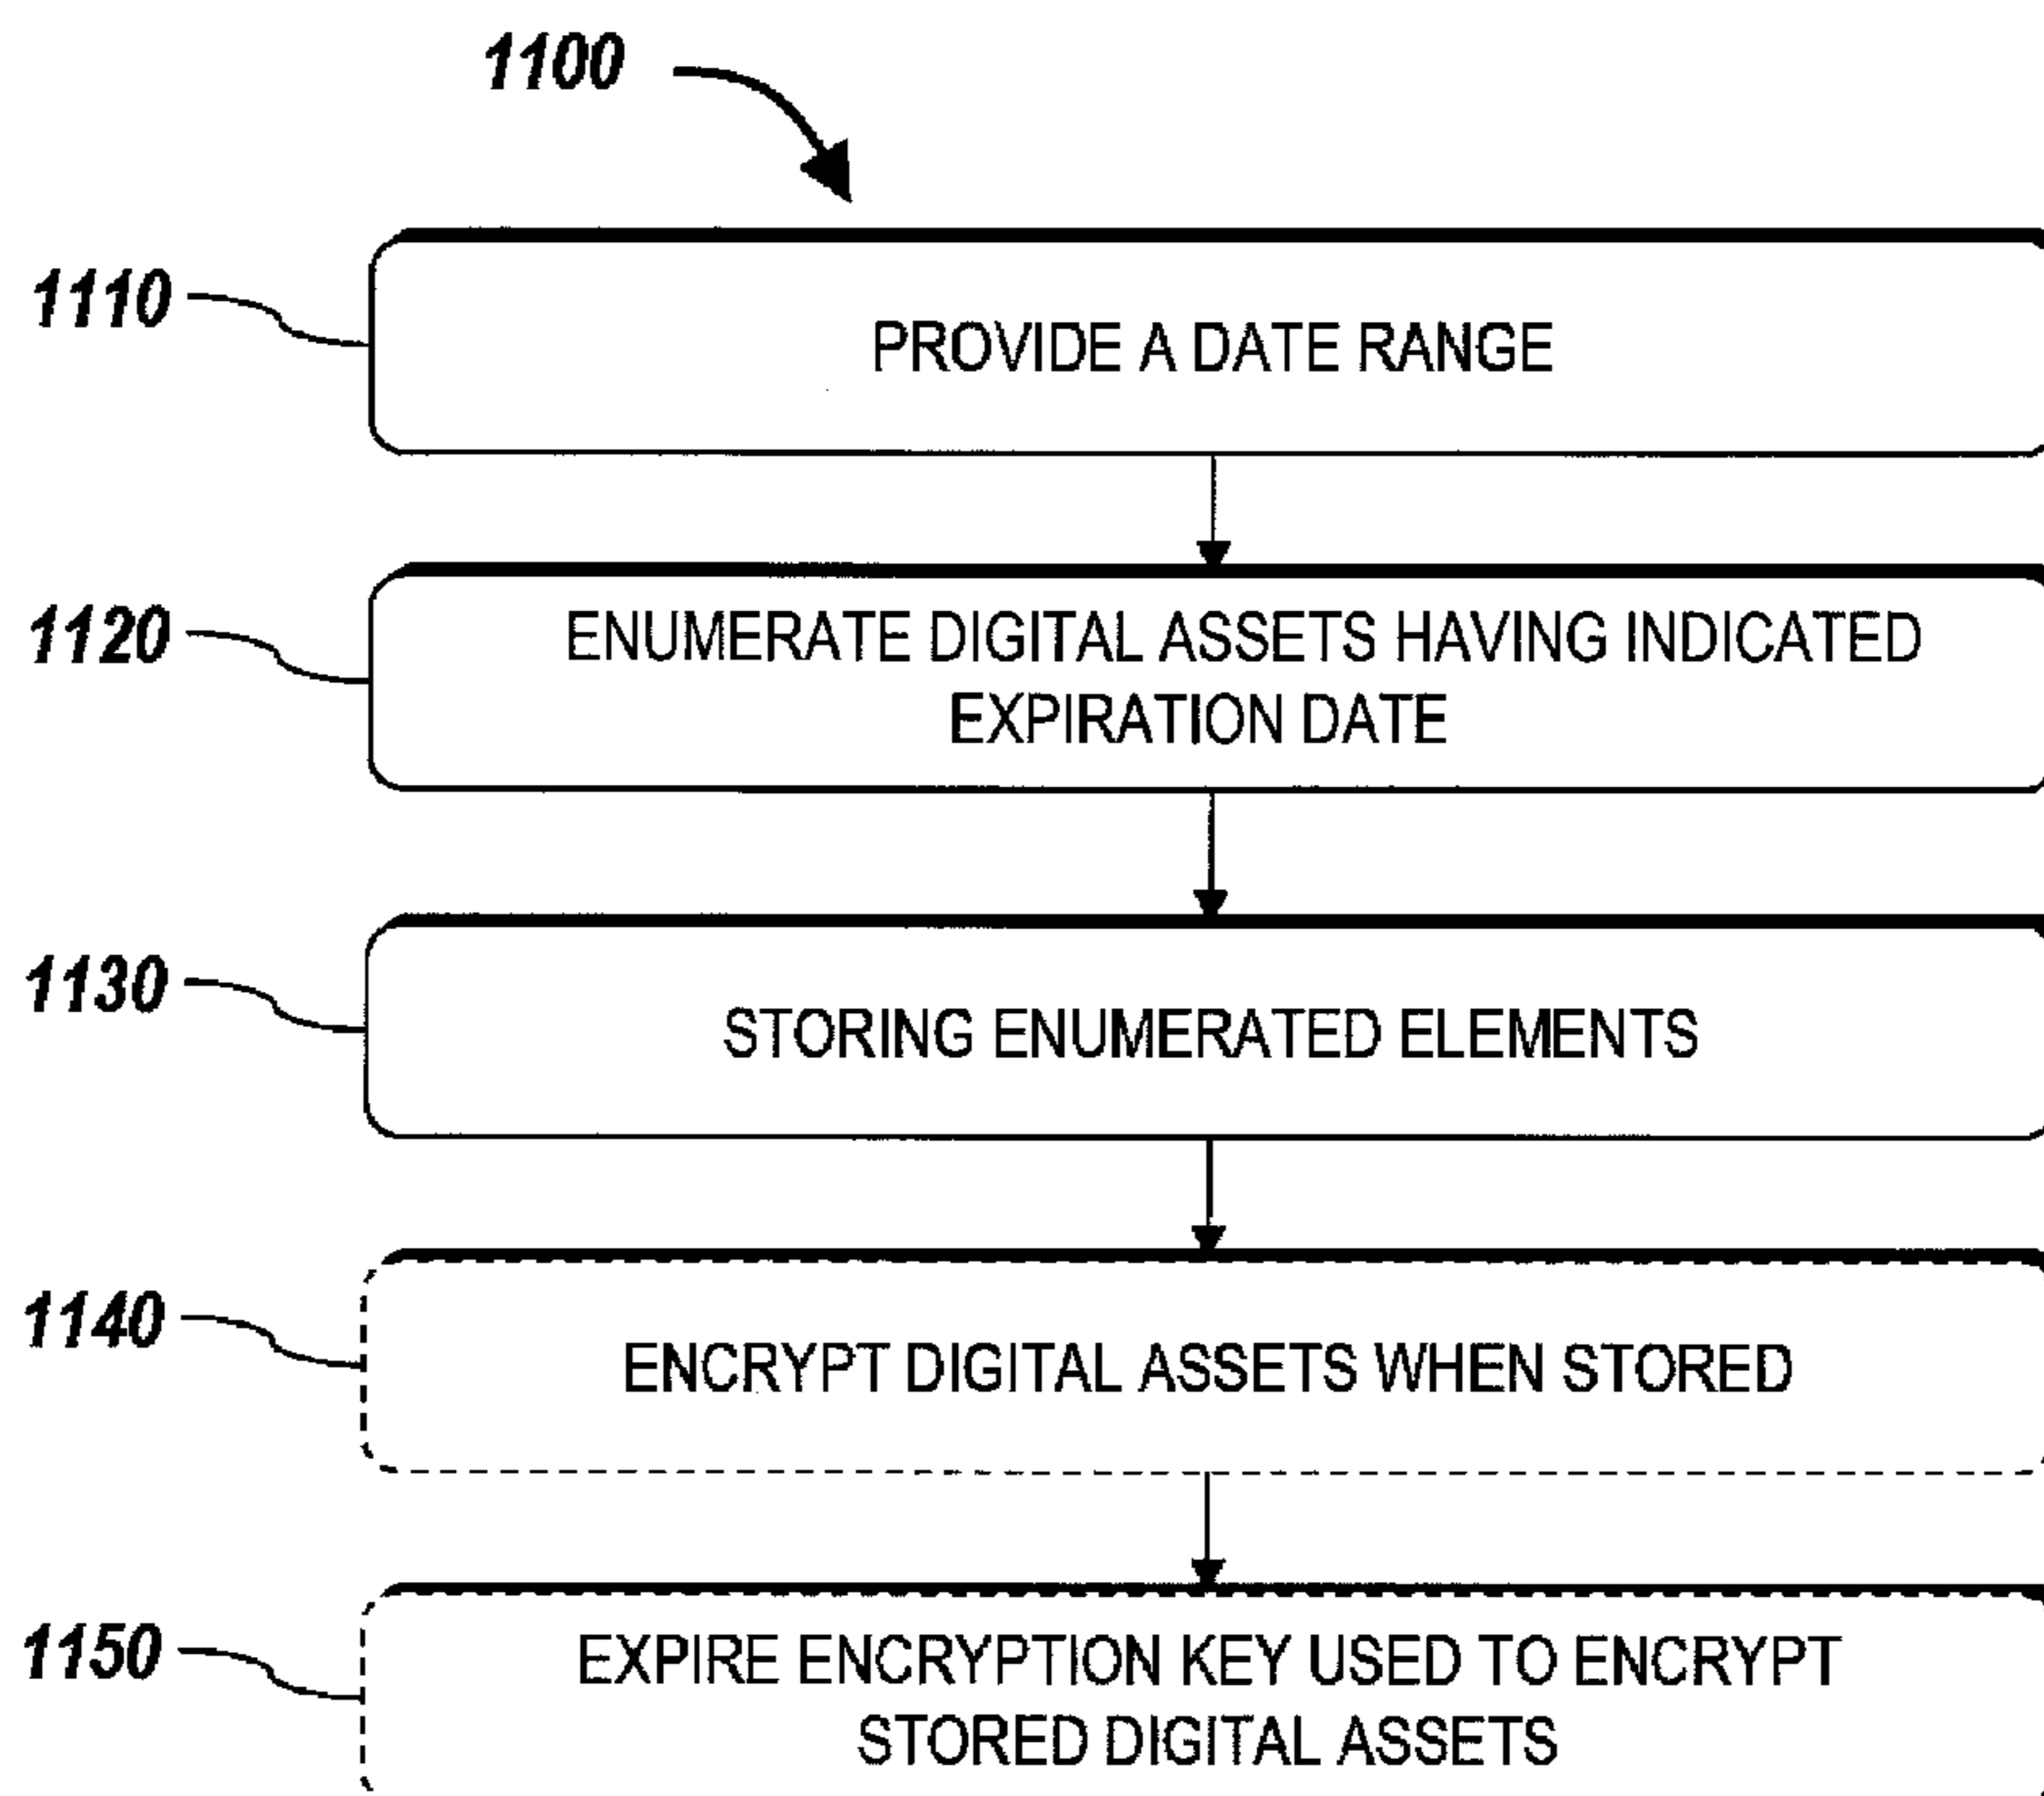 1100
1110
PROVIDE A DATE RANGE
1120
ENUMERATE DIGITAL ASSETS HAVING INDICATED
EXPIRATION DATE
1130
STORING ENUMERATED ELEMENTS
1140
ENCRYPT DIGITAL ASSETS WHEN STORED
1150
EXPIRE ENCRYPTION KEY USED TO ENCRYPT
STORED DIGITAL ASSETS